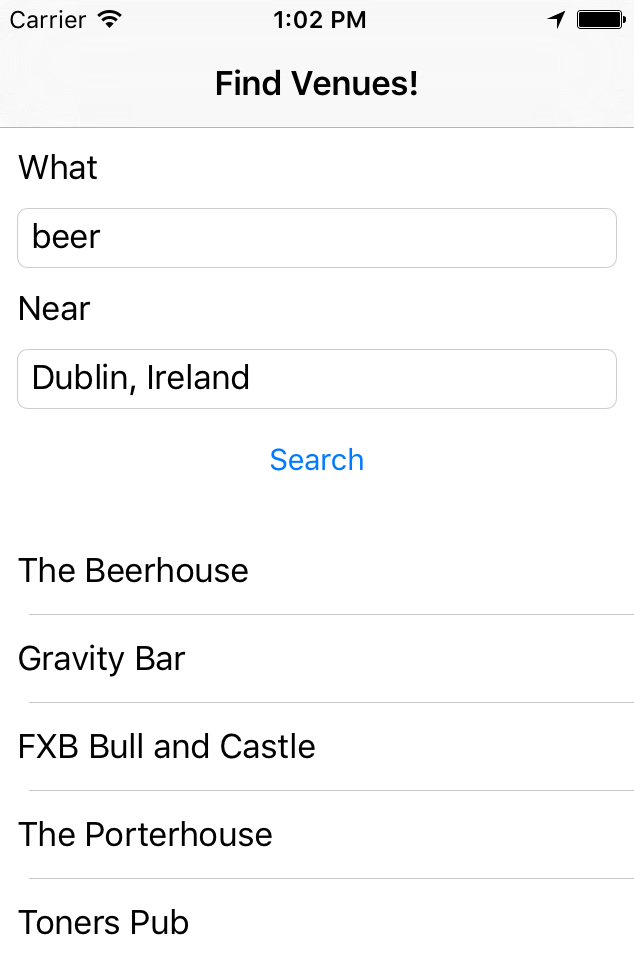 Carrier 1:02 PM
Find Venues!
What
beer
Near
Dublin, Ireland
Search
The Beerhouse
Gravity Bar
FXB Bull and Castle
The Porterhouse
Toners Pub